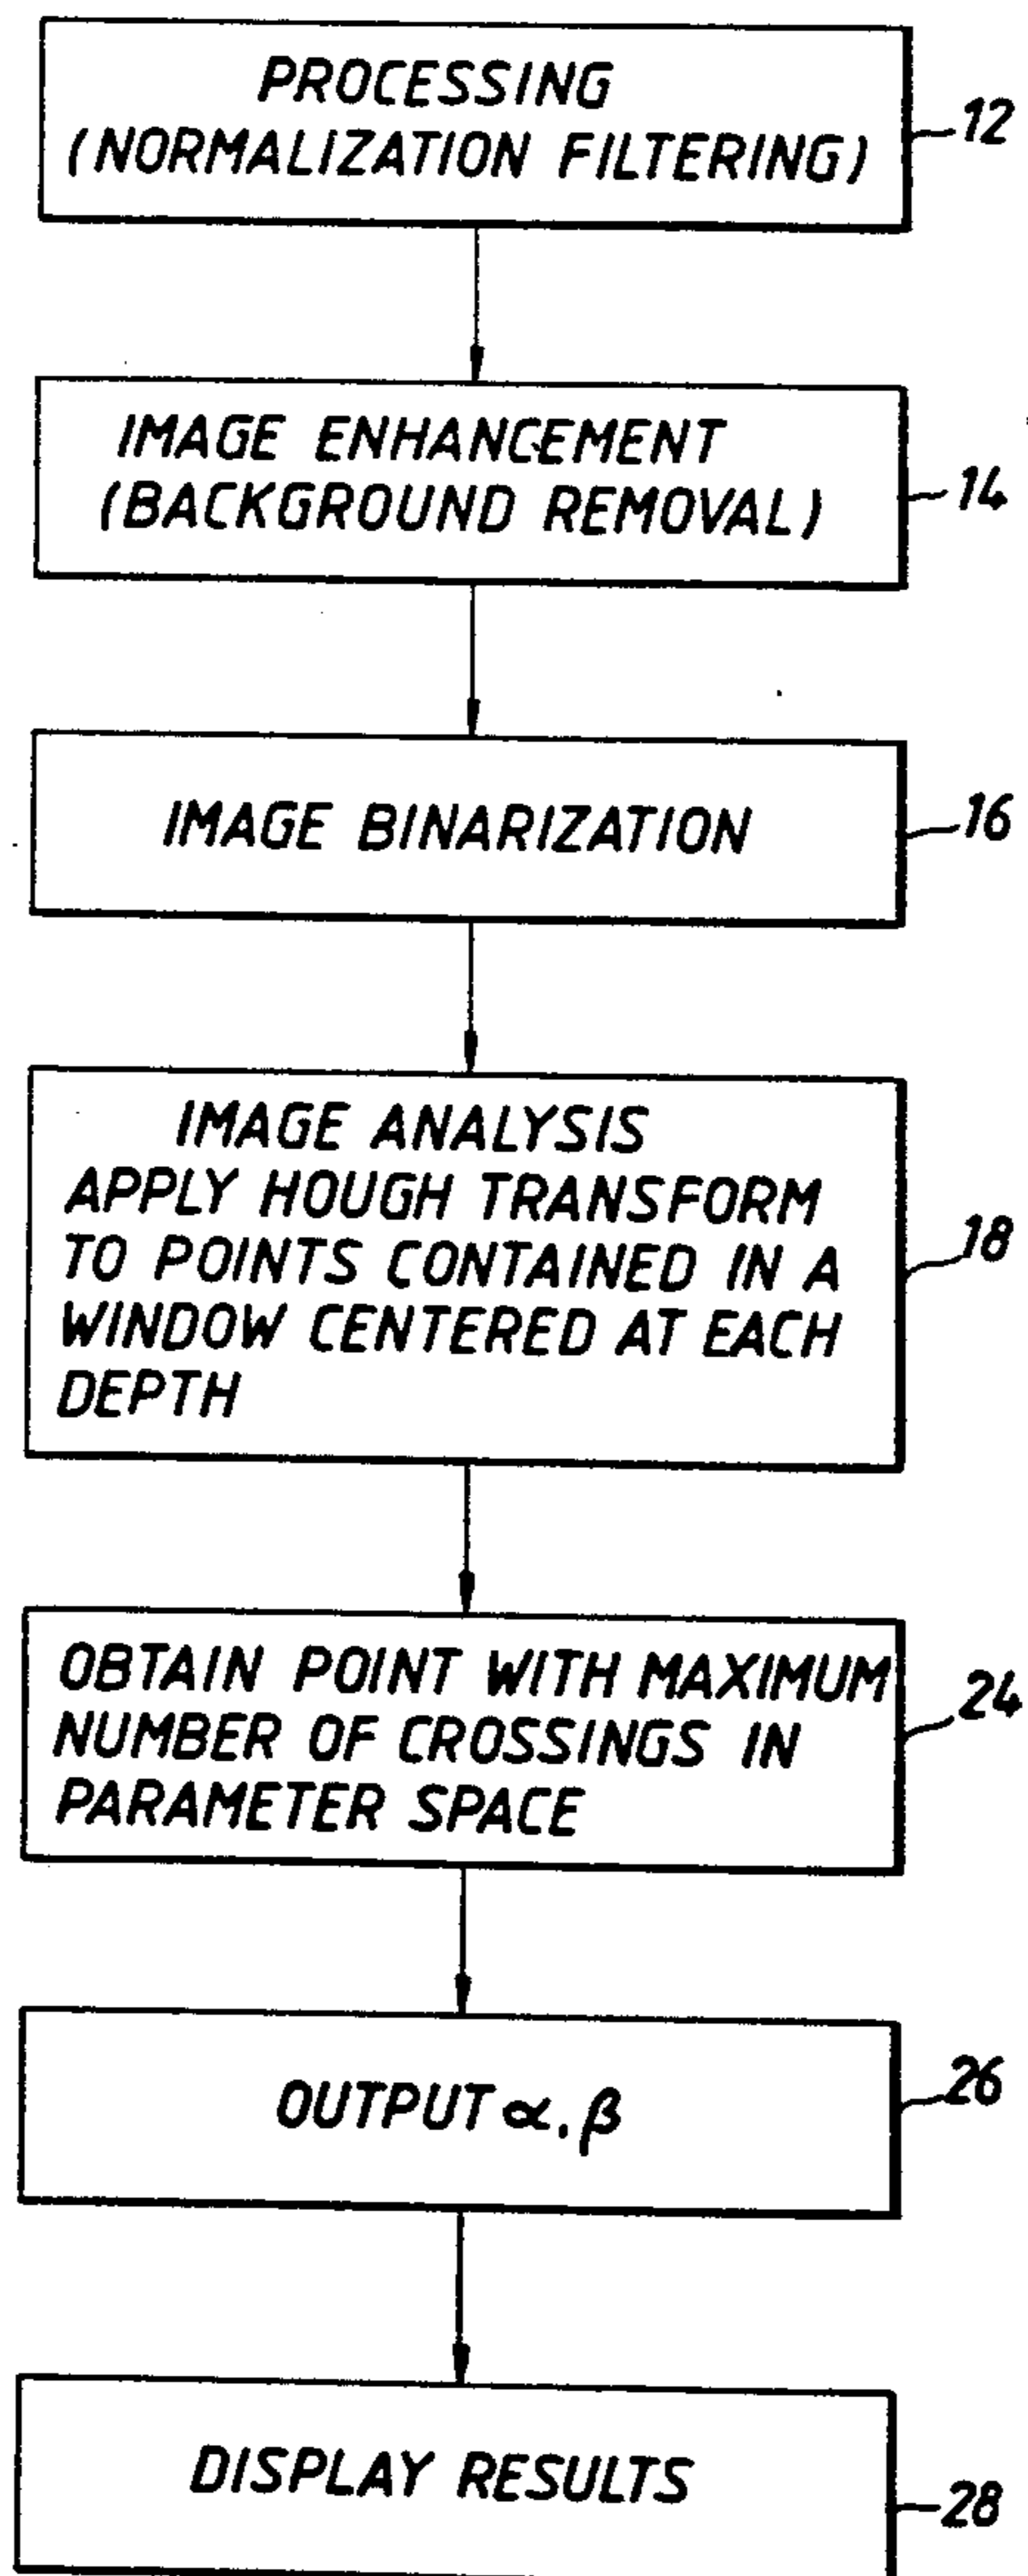 PROCESSING
(NORMALIZATION FILTERING)
12
IMAGE ENHANCEMENT
(BACKGROUND REMOVAL)
14
IMAGE BINARIZATION
16
IMAGE ANALYSIS
APPLY HOUGH TRANSFORM
TO POINTS CONTAINED IN A
WINDOW CENTERED AT EACH
DEPTH
18
OBTAIN POINT WITH MAXIMUM
NUMBER OF CROSSINGS IN
PARAMETER SPACE
24
OUTPUT α, β
26
DISPLAY RESULTS
28